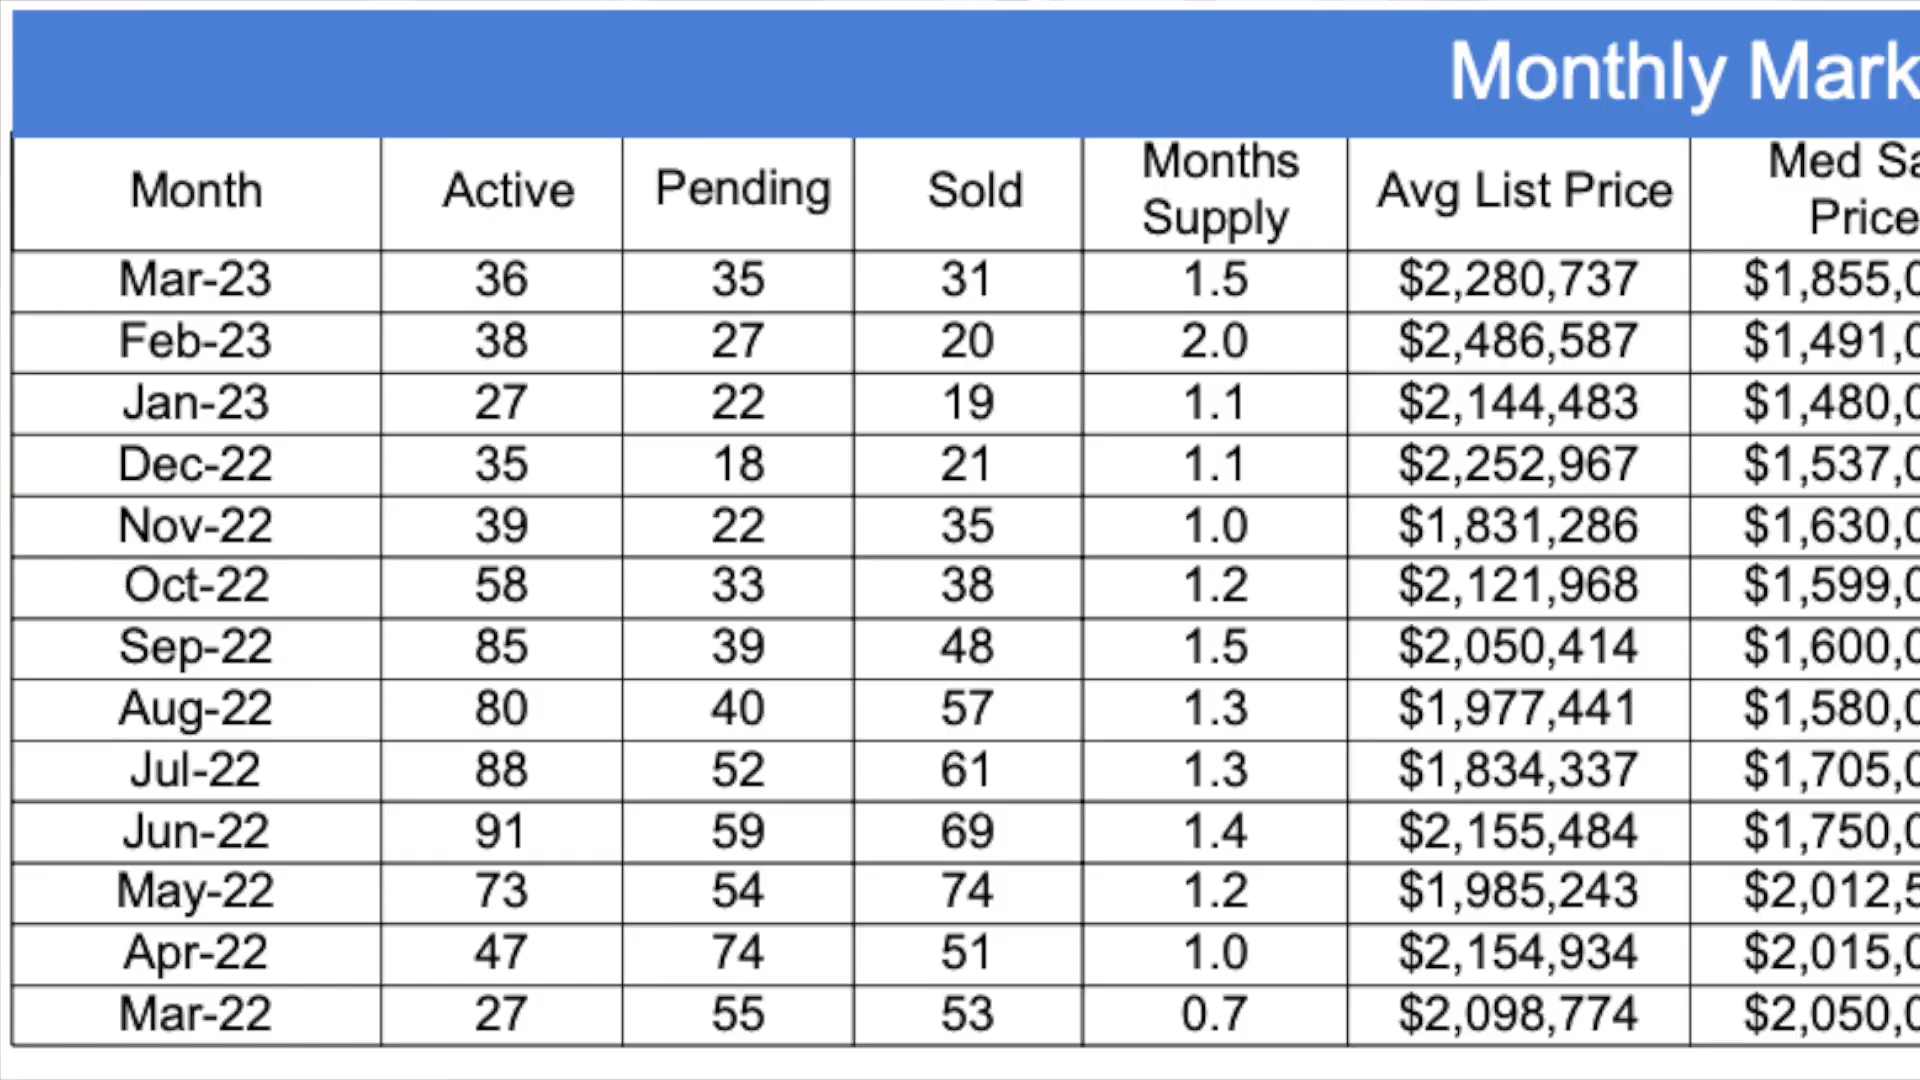 Monthly Mark
Month Active Pending Sold Months Supply Avg List Price Med Sa Price
Mar-23 36 35 31 1.5 $2,280,737 $1,855,0
Feb-23 38 27 20 2.0 $2,486,587 $1,491,0
Jan-23 27 22 19 1.1 $2,144,483 $1,480,0
Dec-22 35 18 21 1.1 $2,252,967 $1,537,0
Nov-22 39 22 35 1.0 $1,831,286 $1,630,0
Oct-22 58 33 38 1.2 $2,121,968 $1,599,0
Sep-22 85 39 48 1.5 $2,050,414 $1,600,0
Aug-22 80 40 57 1.3 $1,977,441 $1,580,0
Jul-22 88 52 61 1.3 $1,834,337 $1,705,0
Jun-22 91 59 69 1.4 $2,155,484 $1,750,0
May-22 73 54 74 1.2 $1,985,243 $2,012,5
Apr-22 47 74 51 1.0 $2,154,934 $2,015,0
Mar-22 27 55 53 0.7 $2,098,774 $2,050,0